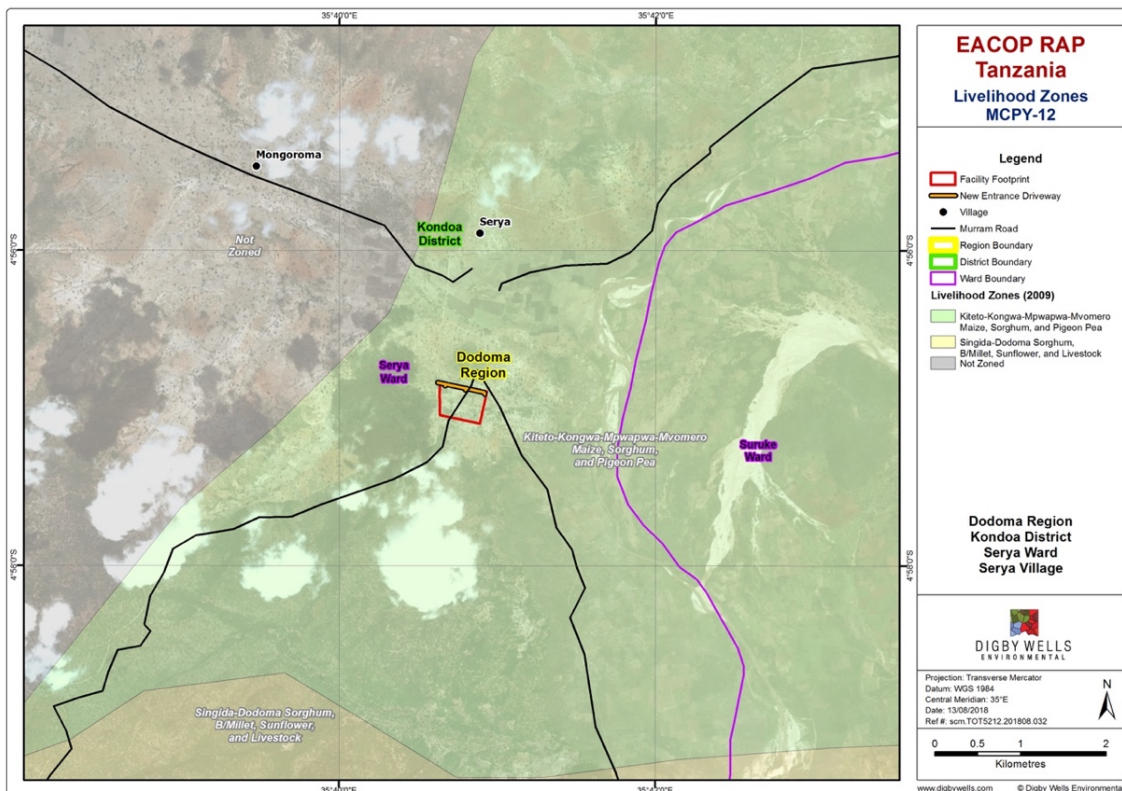 35°40'0"E
35°42'0"E
Mongoroma
Serya
Kondoa
District
Not
Zoned
4°56'0"S
4°56'0"S
Dodoma
Region
Serya
Ward
Kiteto-Kongwa-Mpwapwa-Mvomero
Maize, Sorghum,
and Pigeon Pea
Suruke
Ward
4°58'0"S
4°58'0"S
Singida-Dodoma Sorghum,
B/Millet, Sunflower,
and Livestock
35°40'0"E
35°42'0"E
EACOP RAP
Tanzania
Livelihood Zones
MCPY-12
Legend
Facility Footprint
New Entrance Driveway
Village
Murram Road
Region Boundary
District Boundary
Ward Boundary
Livelihood Zones (2009)
Kiteto-Kongwa-Mpwapwa-Mvomero
Maize, Sorghum, and Pigeon Pea
Singida-Dodoma Sorghum,
B/Millet, Sunflower, and Livestock
Not Zoned
Dodoma Region
Kondoa District
Serya Ward
Serya Village
DIGBY WELLS
ENVIRONMENTAL
Projection: Transverse Mercator
Datum: WGS 1984
Central Meridian: 35°E
Date: 13/08/2018
Ref #: scm.TOT5212.201808.032
N
0 0.5 1 2
Kilometres
www.digbywells.com © Digby Wells Environmental